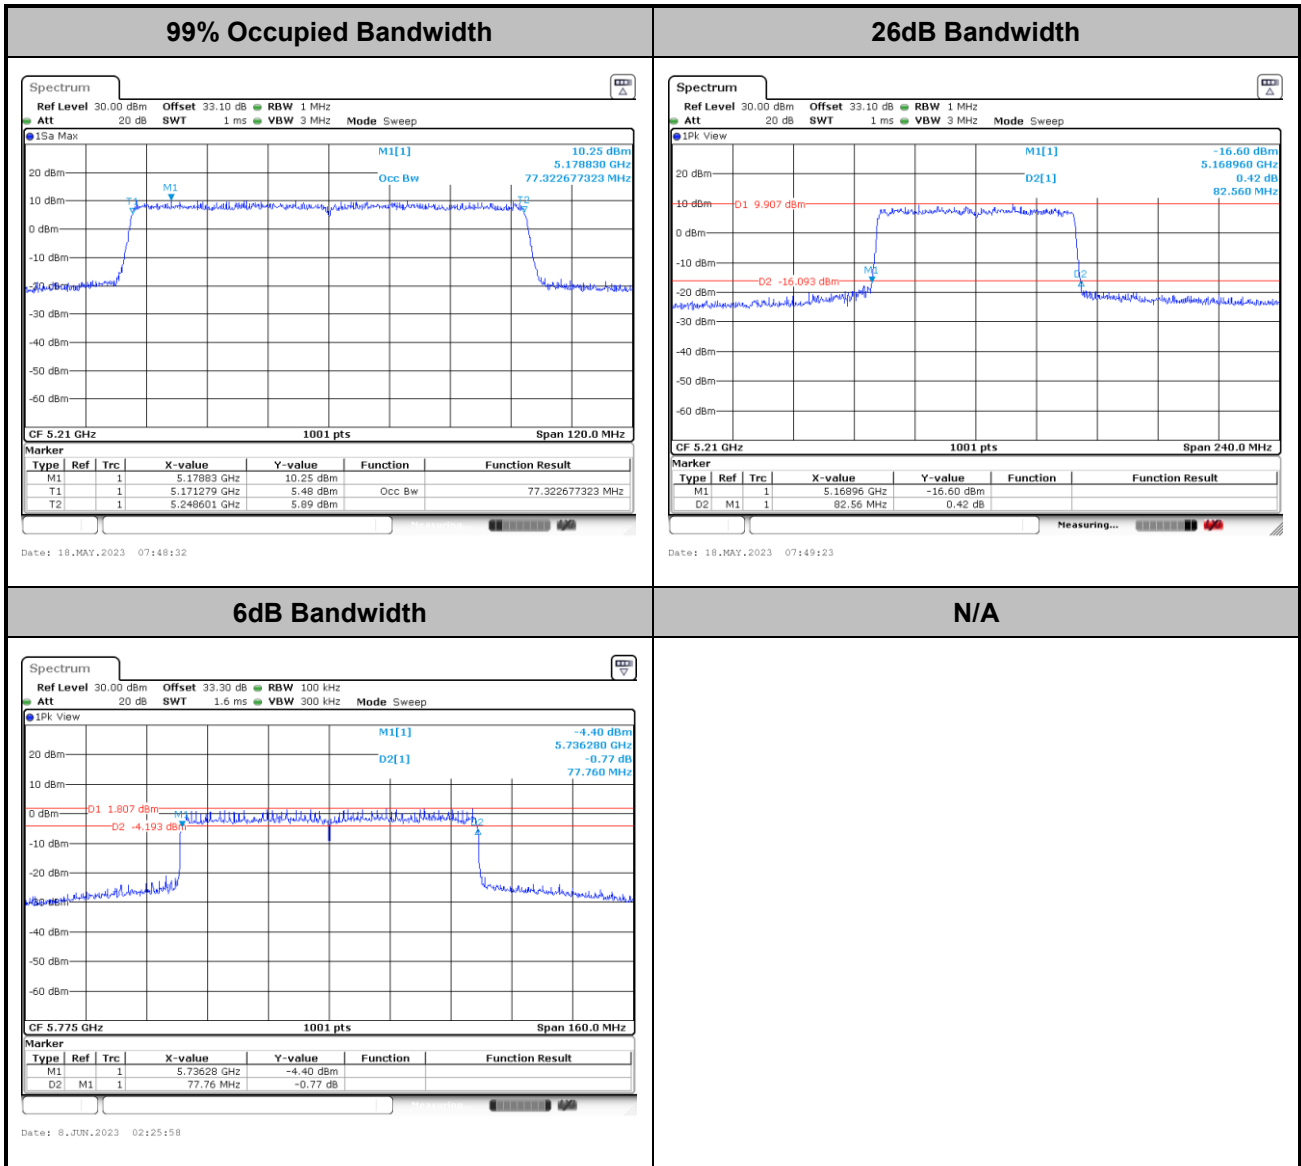 99% Occupied Bandwidth
26dB Bandwidth
Spectrum
Ref Level 30.00 dBm Offset 33.10 dB RBW 1 MHz
Att 20 dB SWT 1 ms VBW 3 MHz Mode Sweep
1Sa Max
M1[1] 10.25 dBm
5.178830 GHz
Occ Bw 77.322677323 MHz
20 dBm
M1
10 dBm
T1
T2
0 dBm
-10 dBm
-20 dBm
-30 dBm
-40 dBm
-50 dBm
-60 dBm
CF 5.21 GHz 1001 pts Span 120.0 MHz
Marker
Type Ref Trc X-value Y-value Function Function Result
M1 1 5.17883 GHz 10.25 dBm
T1 1 5.171279 GHz 5.48 dBm Occ Bw 77.322677323 MHz
T2 1 5.248601 GHz 5.89 dBm
Date: 18.MAY.2023 07:48:32
Spectrum
Ref Level 30.00 dBm Offset 33.10 dB RBW 1 MHz
Att 20 dB SWT 1 ms VBW 3 MHz Mode Sweep
1Pk View
M1[1] -16.60 dBm
5.168960 GHz
D2[1] 0.42 dB
82.560 MHz
20 dBm
10 dBm
D1 9.907 dBm
0 dBm
-10 dBm
M1
D2
D2 -16.093 dBm
-20 dBm
-30 dBm
-40 dBm
-50 dBm
-60 dBm
CF 5.21 GHz 1001 pts Span 240.0 MHz
Marker
Type Ref Trc X-value Y-value Function Function Result
M1 1 5.16896 GHz -16.60 dBm
D2 M1 1 82.56 MHz 0.42 dB
Measuring...
Date: 18.MAY.2023 07:49:23
6dB Bandwidth
N/A
Spectrum
Ref Level 30.00 dBm Offset 33.30 dB RBW 100 kHz
Att 20 dB SWT 1.6 ms VBW 300 kHz Mode Sweep
1Pk View
M1[1] -4.40 dBm
5.736280 GHz
D2[1] -0.77 dB
77.760 MHz
20 dBm
10 dBm
D1 1.807 dBm
0 dBm
M1
D2
D2 -4.193 dBm
-10 dBm
-20 dBm
-30 dBm
-40 dBm
-50 dBm
-60 dBm
CF 5.775 GHz 1001 pts Span 160.0 MHz
Marker
Type Ref Trc X-value Y-value Function Function Result
M1 1 5.73628 GHz -4.40 dBm
D2 M1 1 77.76 MHz -0.77 dB
Date: 8.JUN.2023 02:25:58